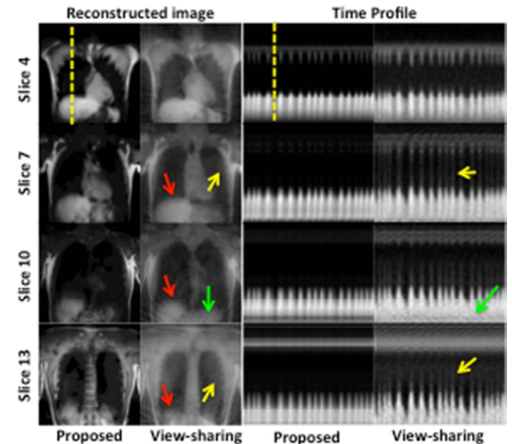 Reconstructed image
Time Profile
Slice 4
Slice 7
Slice 10
Slice 13
Proposed
View-sharing
Proposed
View-sharing